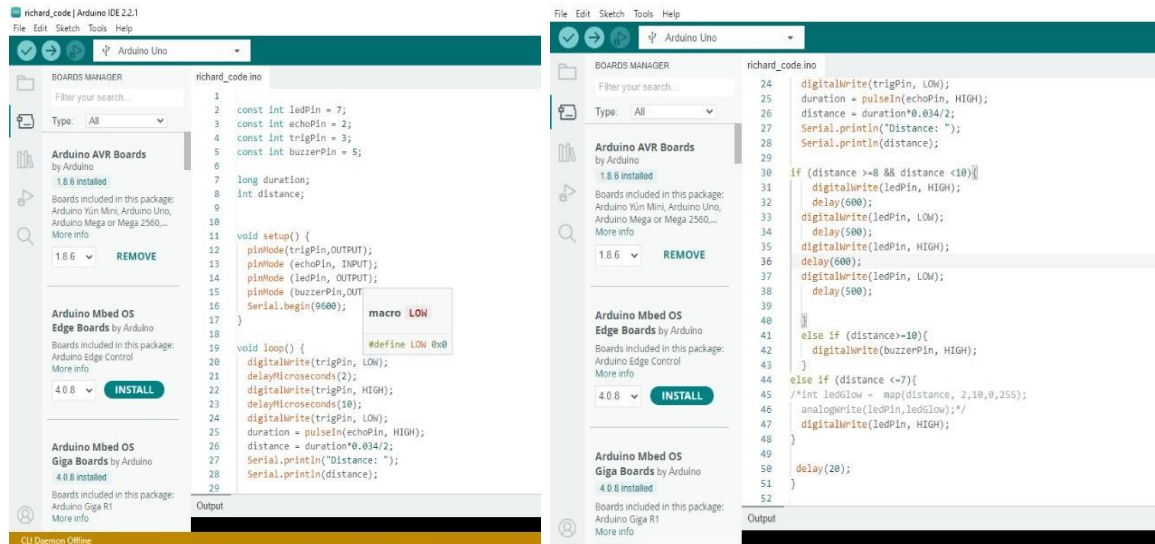 richard_code | Arduino IDE 2.2.1
File Edit Sketch Tools Help
Arduino Uno
BOARDS MANAGER
Filter your search...
Type: All
Arduino AVR Boards
by Arduino
1.8.6 installed
Boards included in this package:
Arduino Yún Mini, Arduino Uno,
Arduino Mega or Mega 2560,...
More info
1.8.6 REMOVE
Arduino Mbed OS
Edge Boards by Arduino
Boards included in this package:
Arduino Edge Control
More info
4.0.8 INSTALL
Arduino Mbed OS
Giga Boards by Arduino
4.0.8 installed
Boards included in this package:
Arduino Giga R1
More info
CLI Daemon Offline
richard_code.ino
1
2 const int ledPin = 7;
3 const int echoPin = 2;
4 const int trigPin = 3;
5 const int buzzerPin = 5;
6
7 long duration;
8 int distance;
9
10
11 void setup() {
12 pinMode(trigPin,OUTPUT);
13 pinMode (echoPin, INPUT);
14 pinMode (ledPin, OUTPUT);
15 pinMode (buzzerPin,OUT
16 Serial.begin(9600);
17 }
18
19 void loop() {
20 digitalWrite(trigPin, LOW);
21 delayMicroseconds(2);
22 digitalWrite(trigPin, HIGH);
23 delayMicroseconds(10);
24 digitalWrite(trigPin, LOW);
25 duration = pulseIn(echoPin, HIGH);
26 distance = duration*0.034/2;
27 Serial.println("Distance: ");
28 Serial.println(distance);
29
macro LOW
#define LOW 0x0
Output
File Edit Sketch Tools Help
Arduino Uno
BOARDS MANAGER
Filter your search...
Type: All
Arduino AVR Boards
by Arduino
1.8.6 installed
Boards included in this package:
Arduino Yún Mini, Arduino Uno,
Arduino Mega or Mega 2560,...
More info
1.8.6 REMOVE
Arduino Mbed OS
Edge Boards by Arduino
Boards included in this package:
Arduino Edge Control
More info
4.0.8 INSTALL
Arduino Mbed OS
Giga Boards by Arduino
4.0.8 installed
Boards included in this package:
Arduino Giga R1
More info
richard_code.ino
24 digitalWrite(trigPin, LOW);
25 duration = pulseIn(echoPin, HIGH);
26 distance = duration*0.034/2;
27 Serial.println("Distance: ");
28 Serial.println(distance);
29
30 if (distance >=8 && distance <10){
31 digitalWrite(ledPin, HIGH);
32 delay(600);
33 digitalWrite(ledPin, LOW);
34 delay(500);
35 digitalWrite(ledPin, HIGH);
36 delay(600);
37 digitalWrite(ledPin, LOW);
38 delay(500);
39
40 }
41 else if (distance>=10){
42 digitalWrite(buzzerPin, HIGH);
43 }
44 else if (distance <=7){
45 /*int ledGlow = map(distance, 2,10,0,255);
46 analogWrite(ledPin,ledGlow);*/
47 digitalWrite(ledPin, HIGH);
48 }
49
50 delay(20);
51 }
52
Output